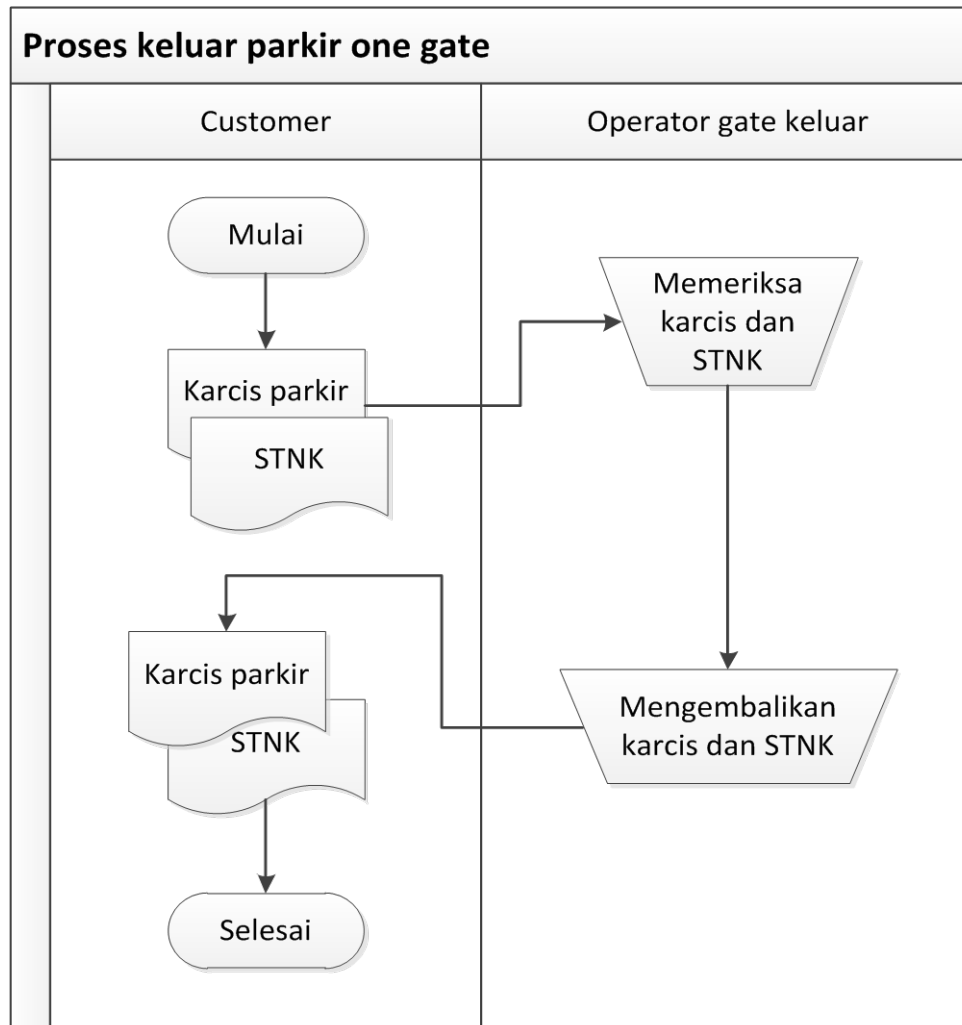 Proses keluar parkir one gate
Customer
Operator gate keluar
Mulai
Memeriksa
karcis dan
STNK
Karcis parkir
STNK
Karcis parkir
STNK
Mengembalikan
karcis dan STNK
Selesai